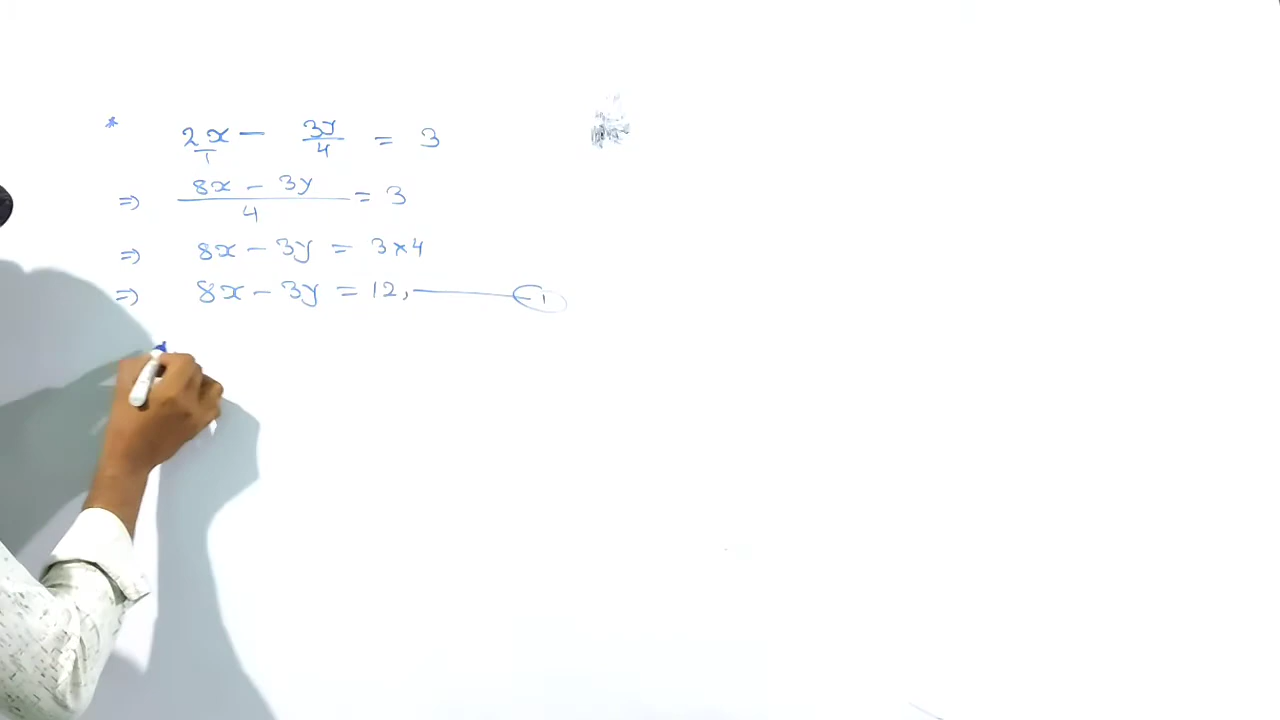 * 2x/1 - 3y/4 = 3
⇒ (8x - 3y)/4 = 3
⇒ 8x - 3y = 3×4
⇒ 8x - 3y = 12, ——— ①